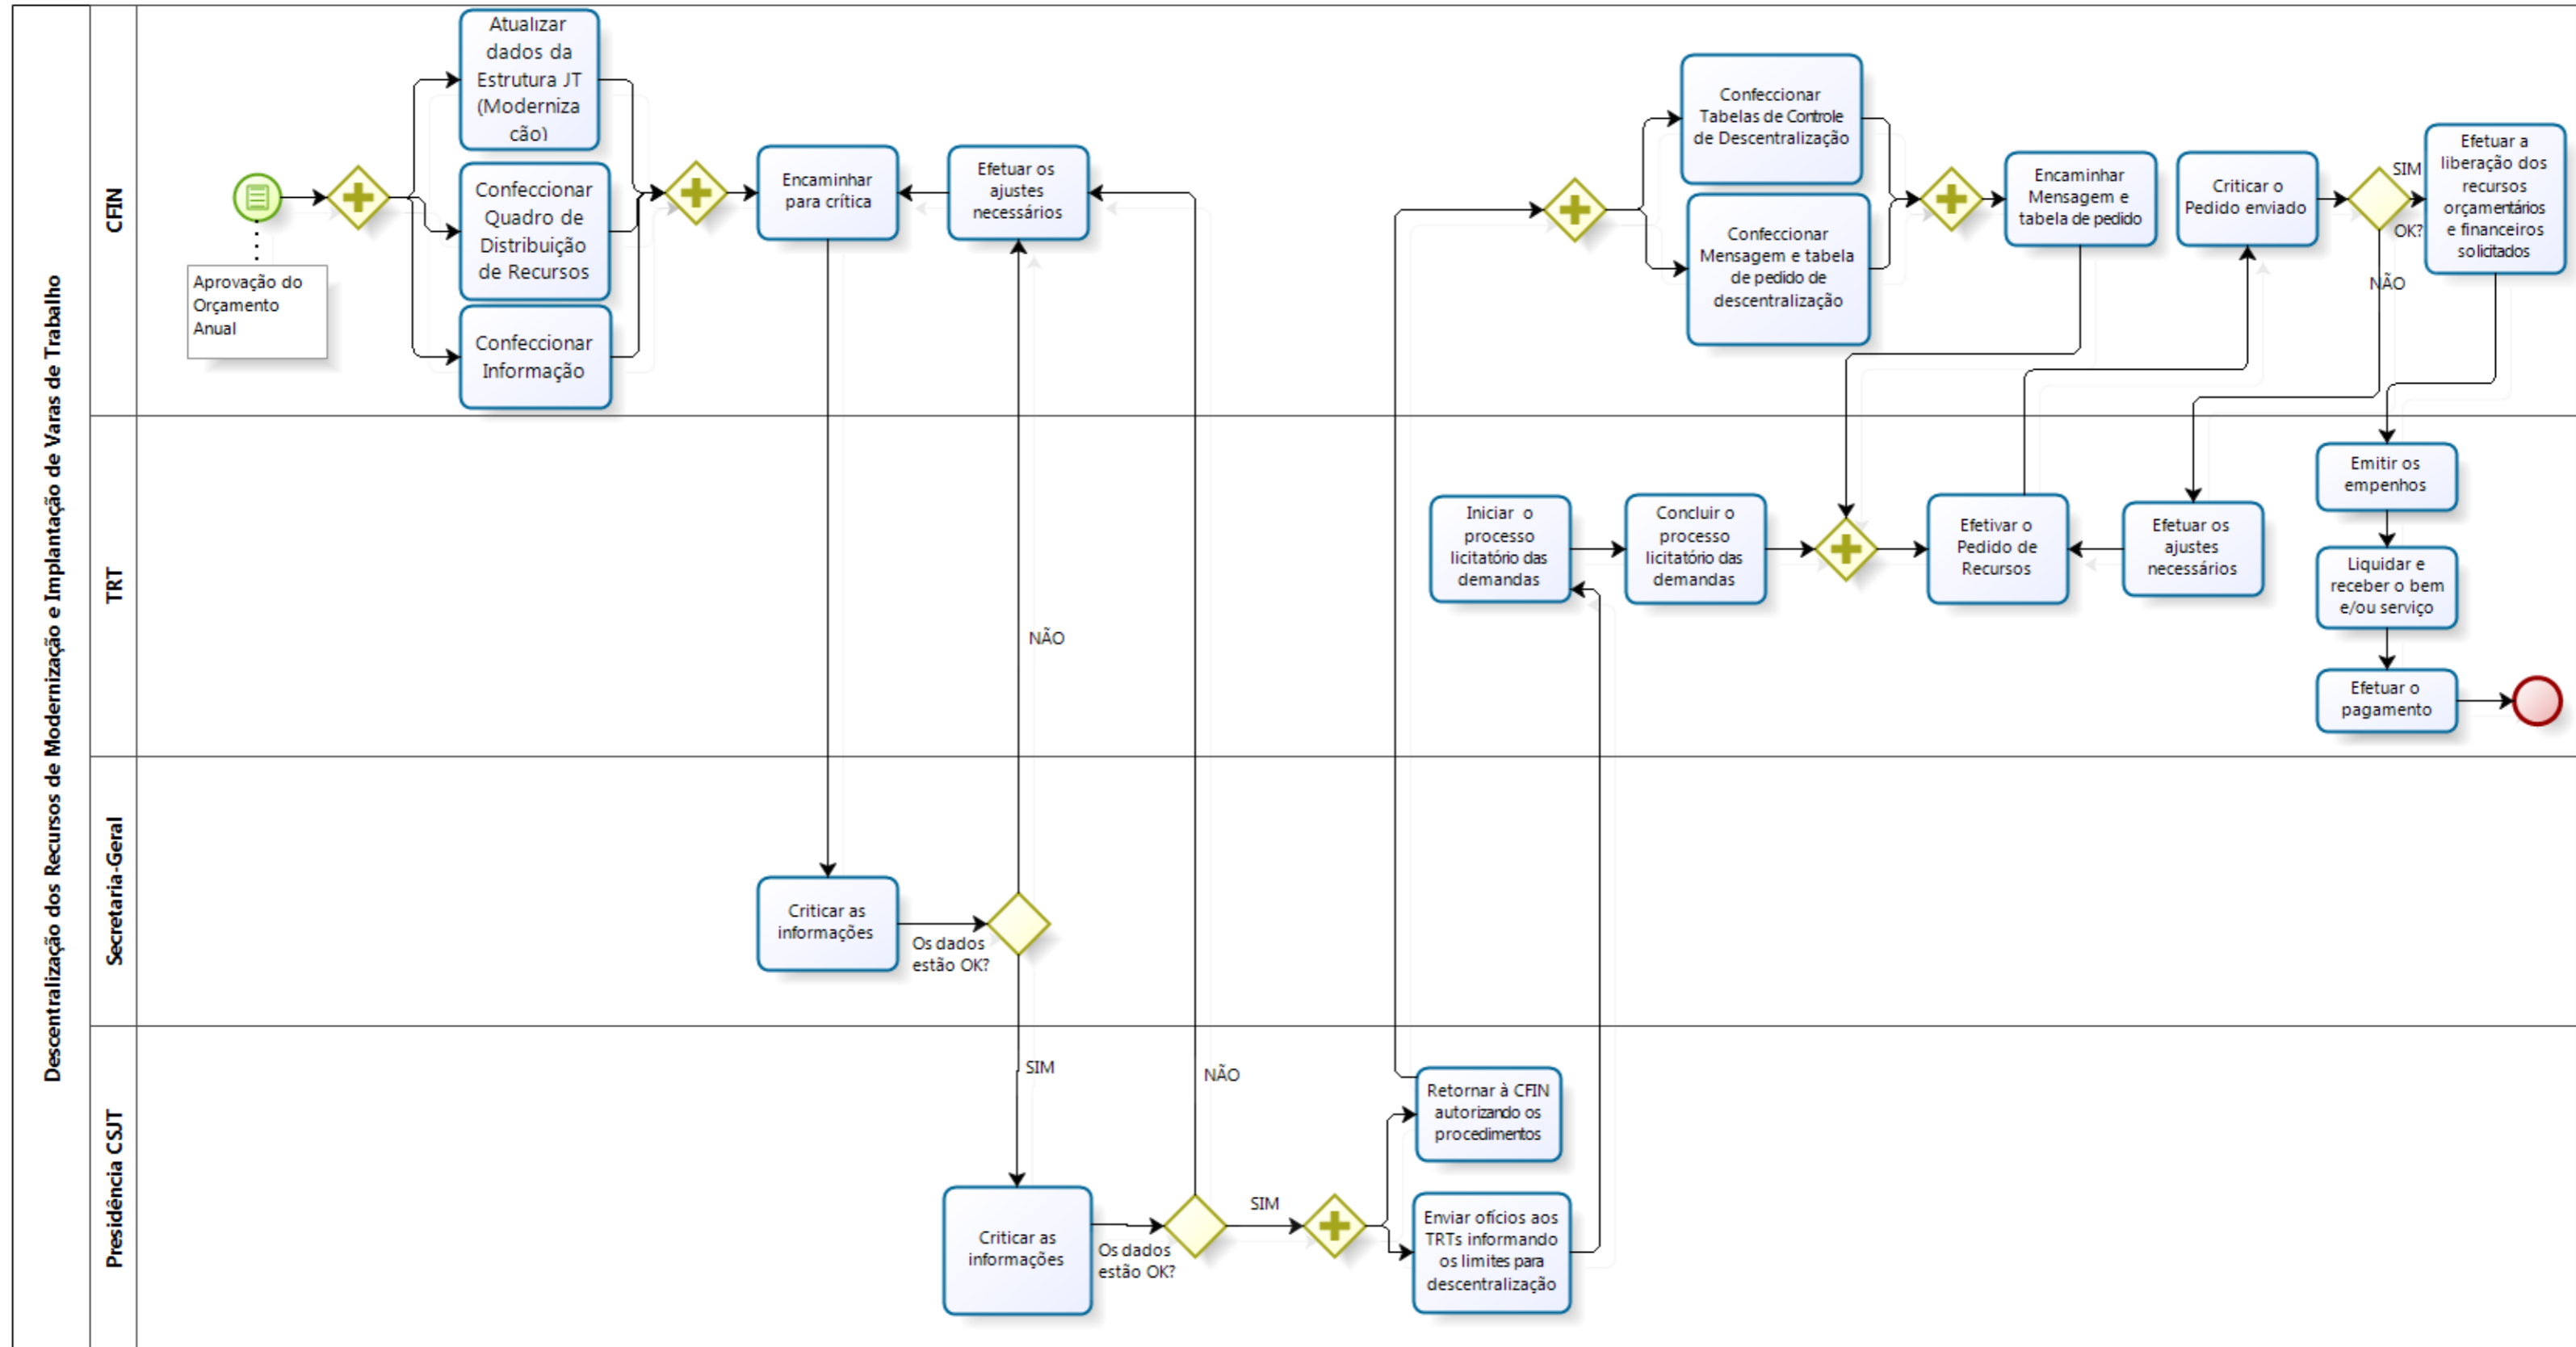 Descentralização dos Recursos de Modernização e Implantação de Varas de Trabalho
CFIN
Aprovação do
Orçamento
Anual
Atualizar
dados da
Estrutura JT
(Moderniza
ção)
Confeccionar
Quadro de
Distribuição
de Recursos
Confeccionar
Informação
Encaminhar
para crítica
Efetuar os
ajustes
necessários
Confeccionar
Tabelas de Controle
de Descentralização
Confeccionar
Mensagem e tabela
de pedido de
descentralização
Encaminhar
Mensagem e
tabela de pedido
Criticar o
Pedido enviado
SIM
OK?
NÃO
Efetuar a
liberação dos
recursos
orçamentários
e financeiros
solicitados
TRT
NÃO
Iniciar o
processo
licitatório das
demandas
Concluir o
processo
licitatório das
demandas
Efetivar o
Pedido de
Recursos
Efetuar os
ajustes
necessários
Emitir os
empenhos
Liquidar e
receber o bem
e/ou serviço
Efetuar o
pagamento
Secretaria-Geral
Criticar as
informações
Os dados
estão OK?
Presidência CSJT
SIM
NÃO
Criticar as
informações
Os dados
estão OK?
SIM
Retornar à CFIN
autorizando os
procedimentos
Enviar ofícios aos
TRTs informando
os limites para
descentralização